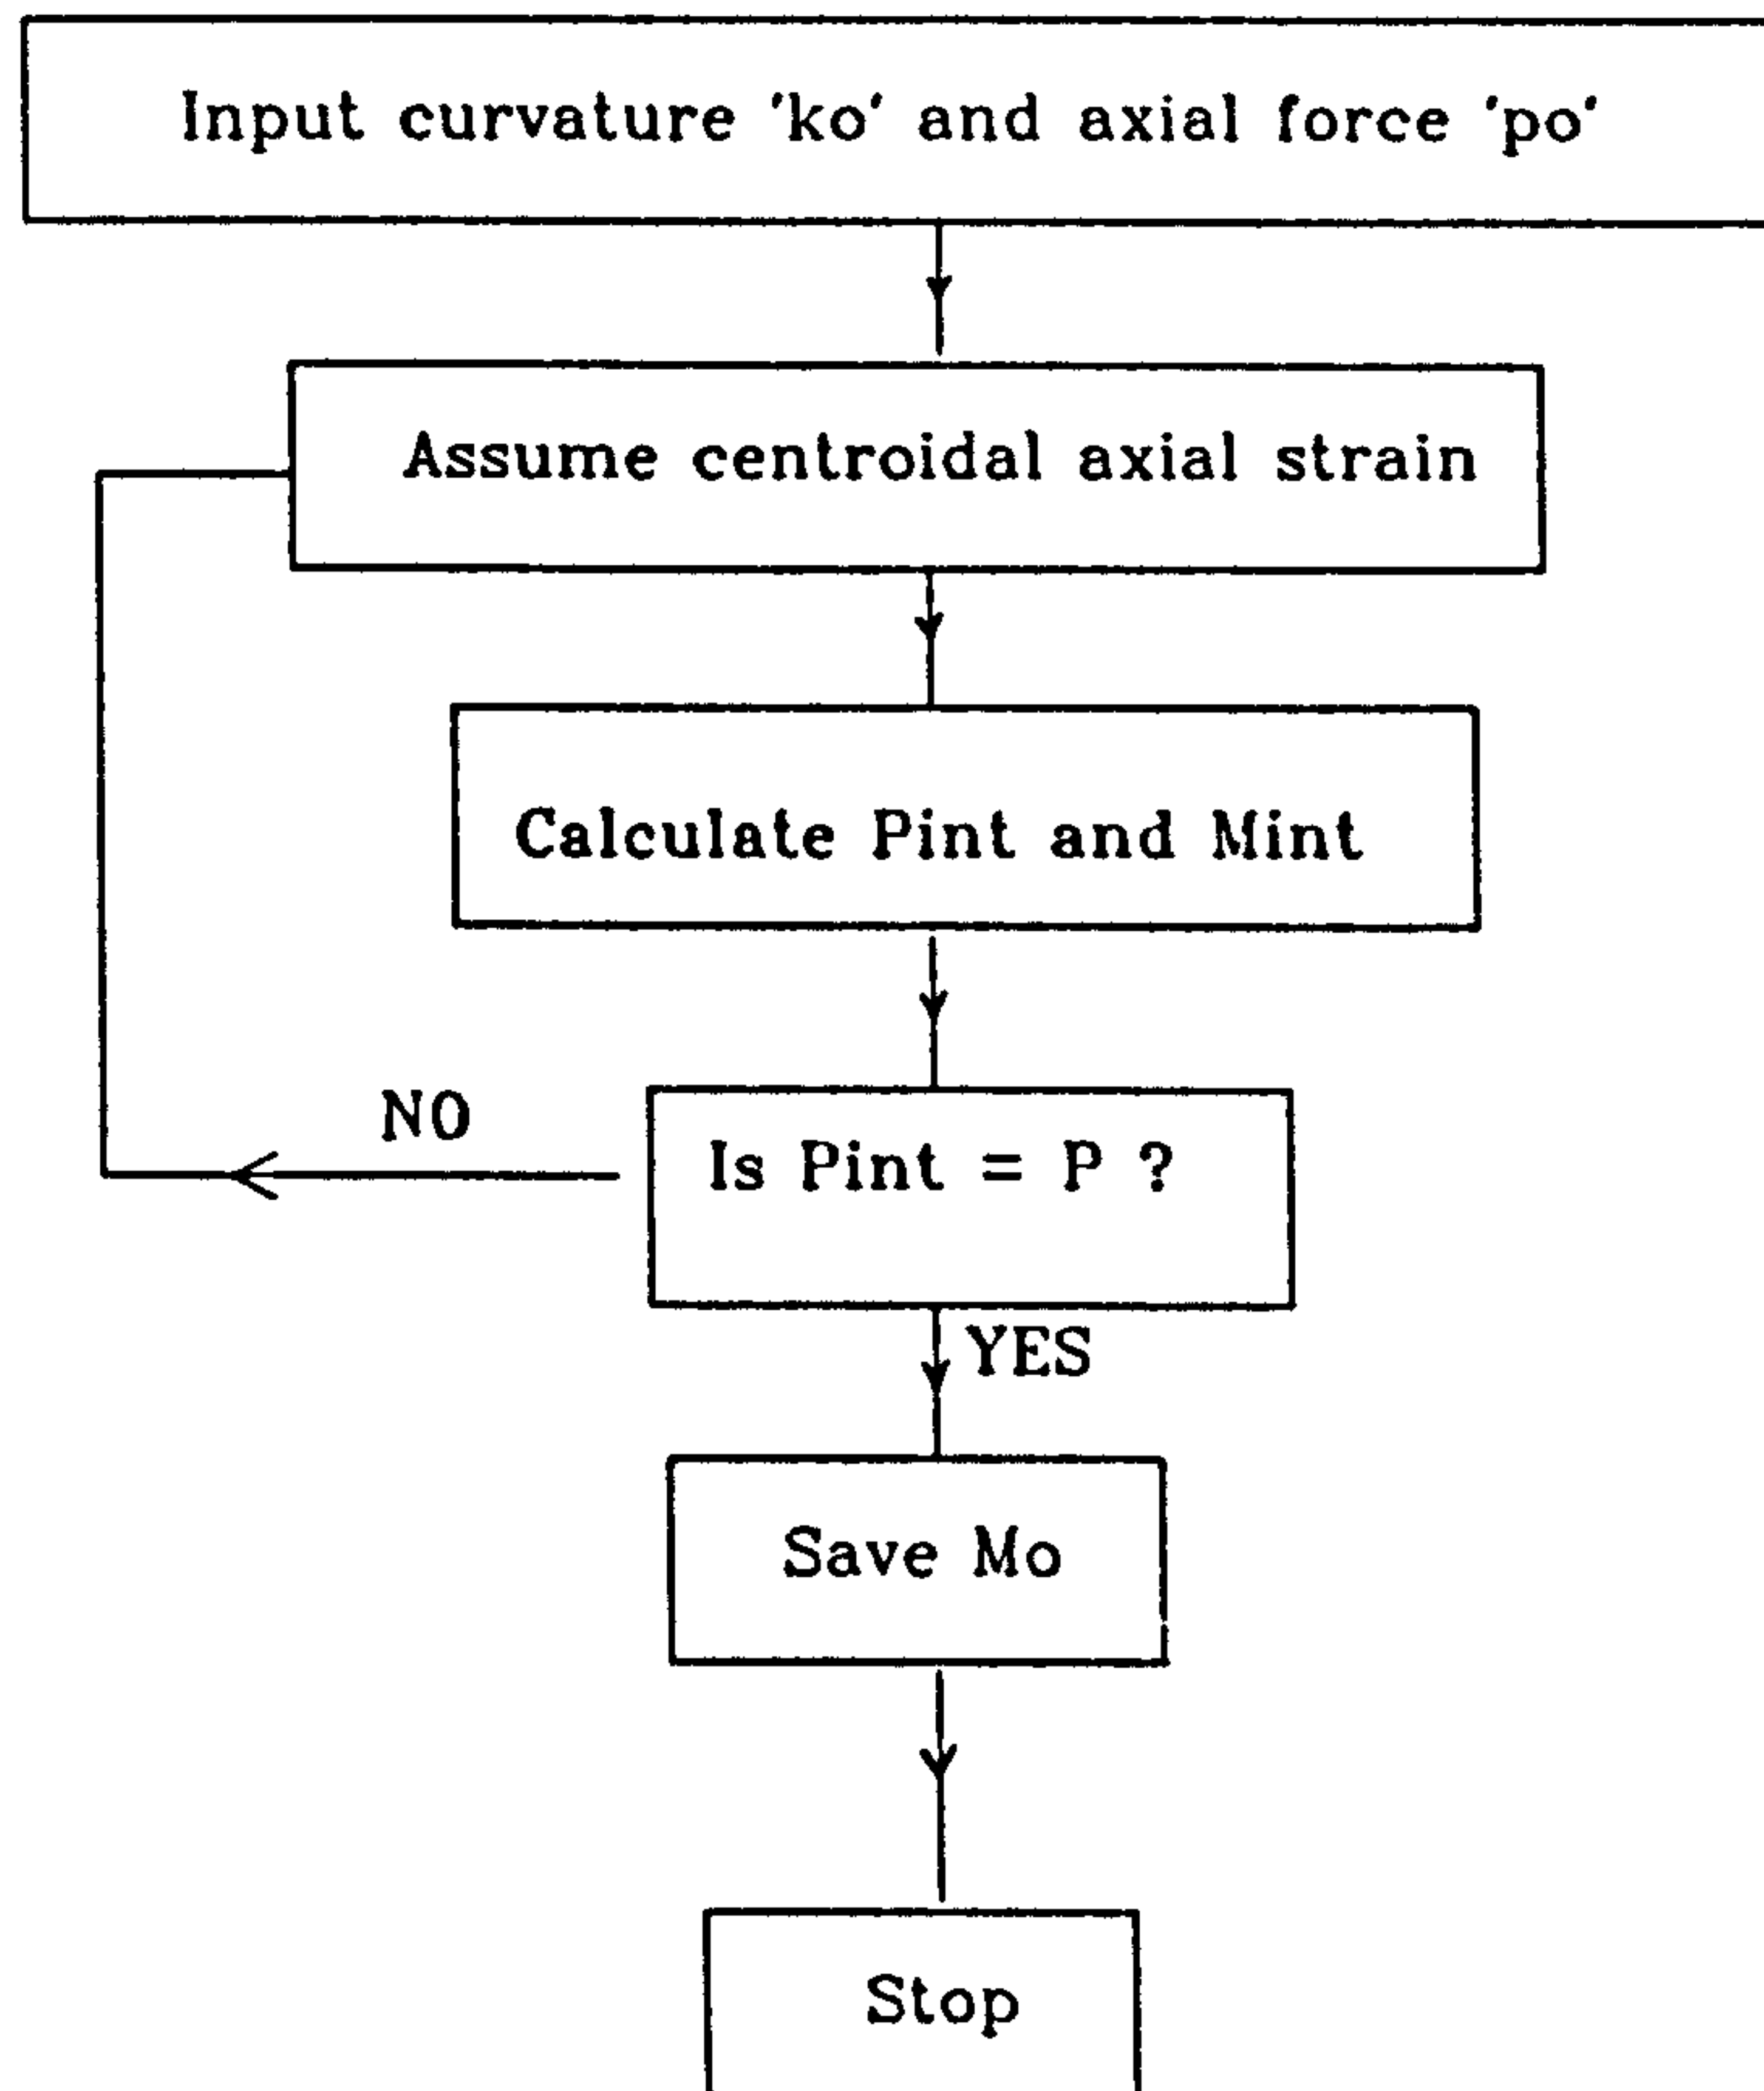 Input curvature 'ko' and axial force 'po'
Assume centroidal axial strain
Calculate Pint and Mint
Is Pint = P ?
NO
YES
Save Mo
Stop